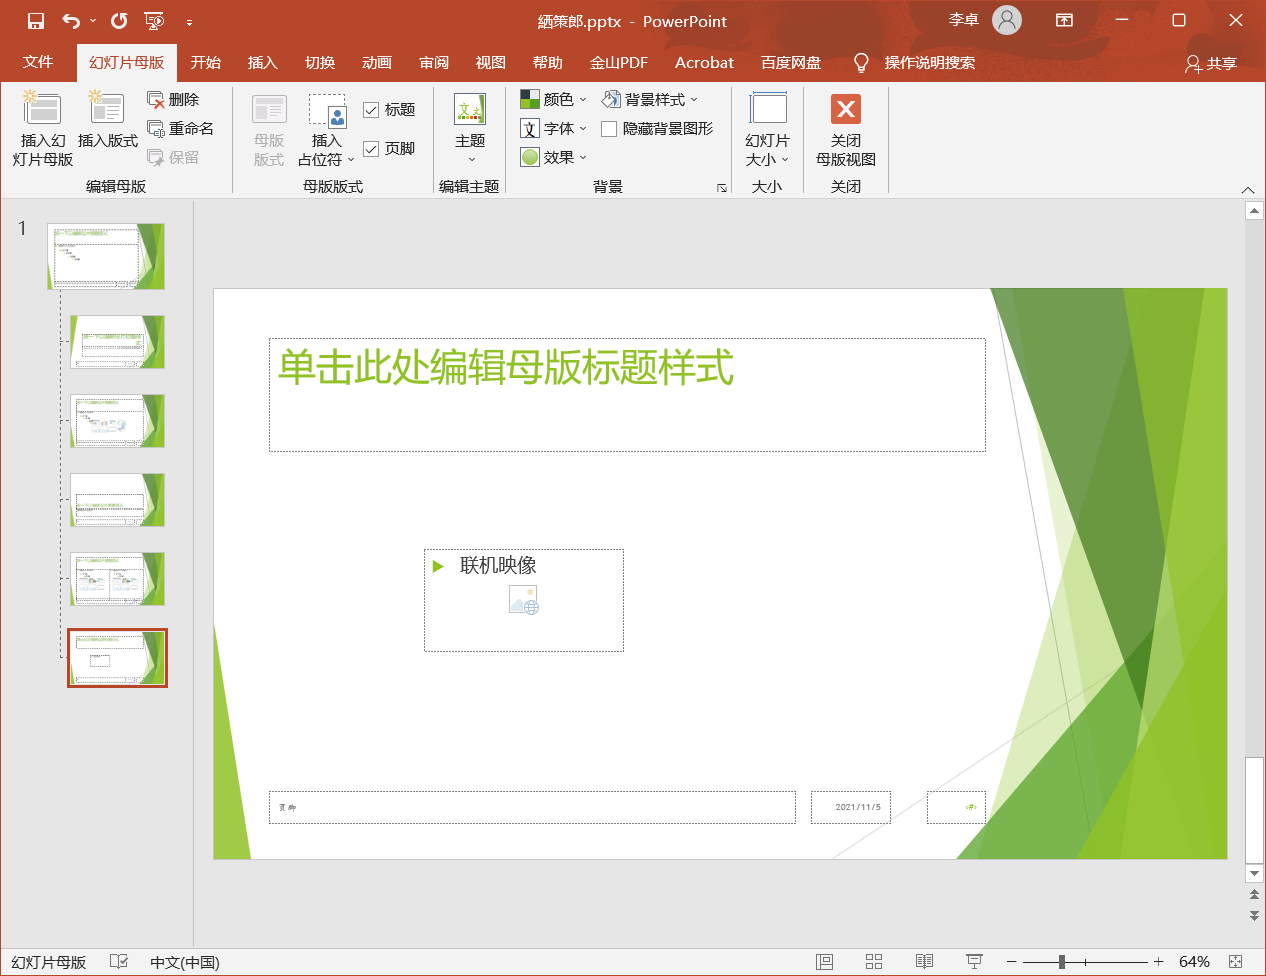 綇策郎.pptx - PowerPoint
李卓
文件 幻灯片母版 开始 插入 切换 动画 审阅 视图 帮助 金山PDF Acrobat 百度网盘 操作说明搜索 共享
插入幻灯片母版
插入版式
删除
重命名
保留
编辑母版
母版版式
插入占位符
标题
页脚
母版版式
主题
编辑主题
颜色
字体
效果
背景样式
隐藏背景图形
背景
幻灯片大小
大小
关闭母版视图
关闭
1
单击此处编辑母版标题样式
联机映像
页脚
2021/11/5
‹#›
幻灯片母版 中文(中国) 64%